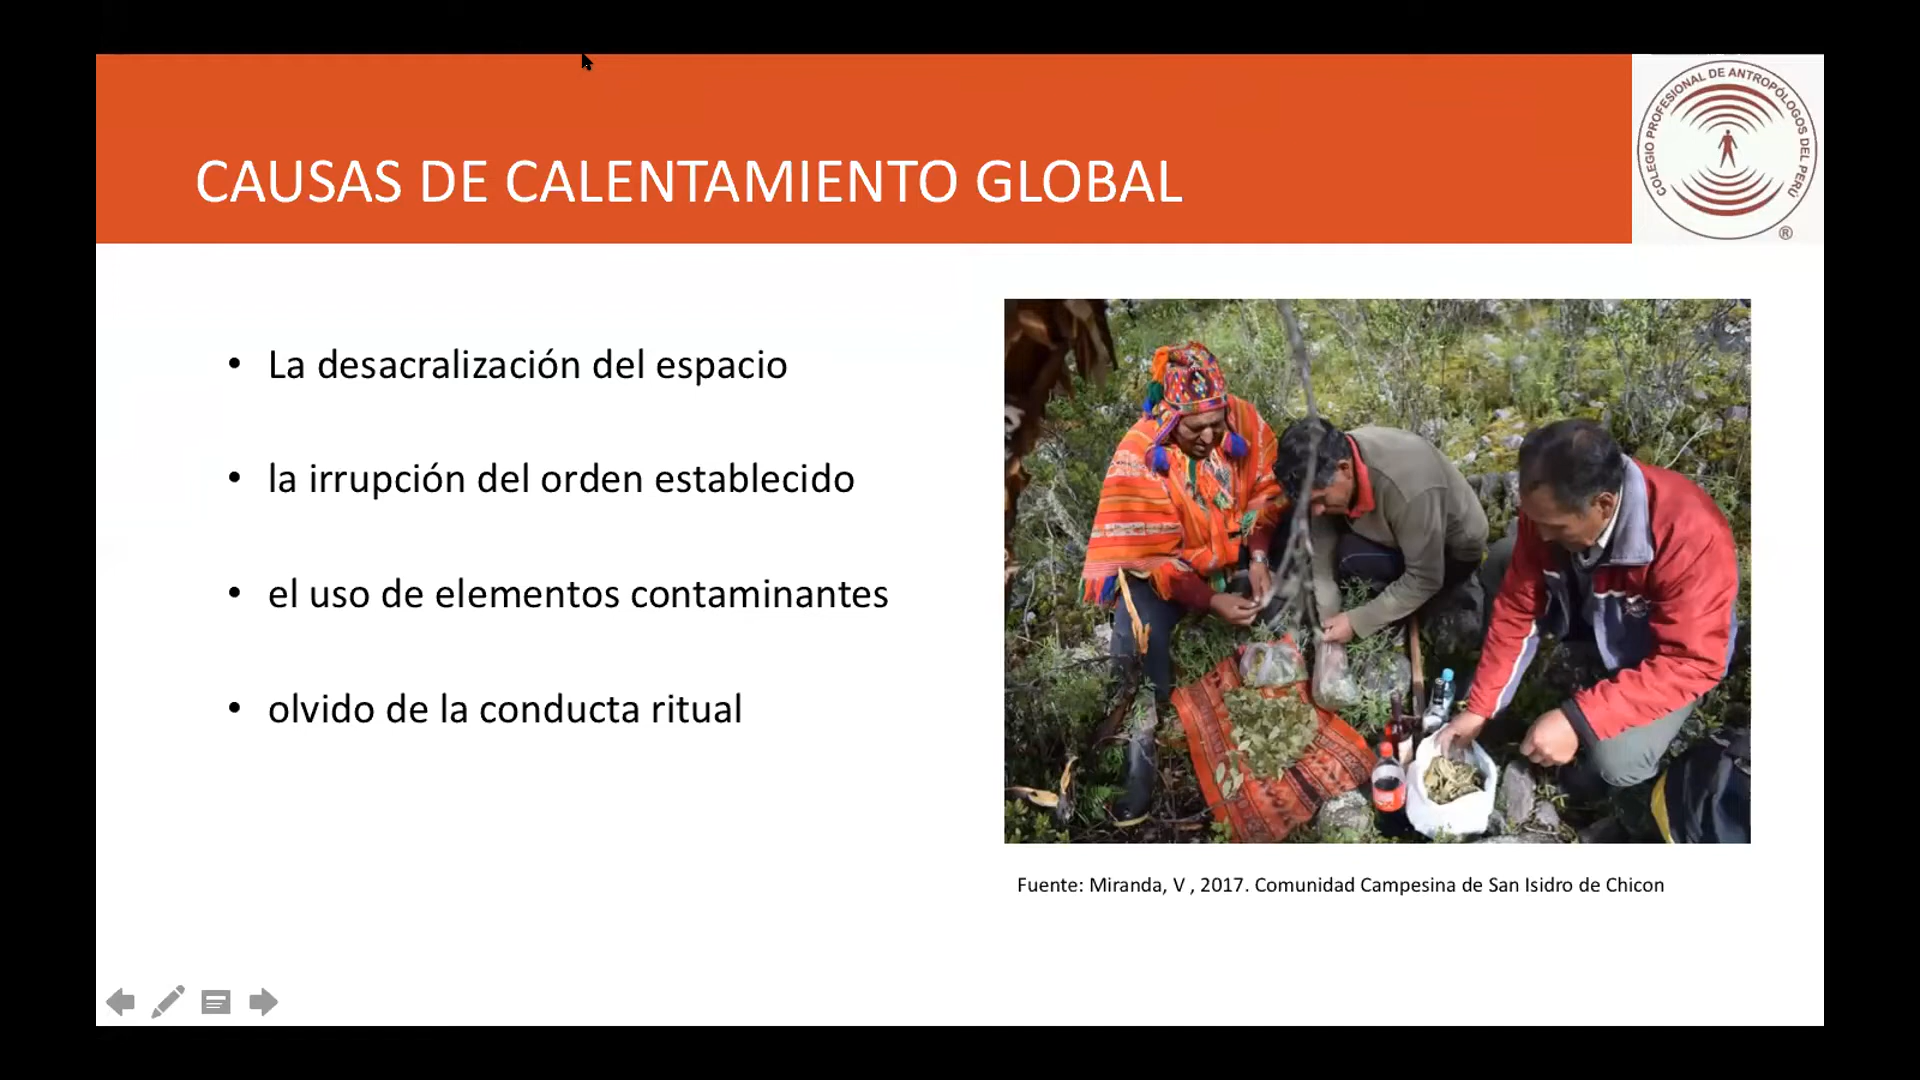 CAUSAS DE CALENTAMIENTO GLOBAL
COLEGIO PROFESIONAL DE ANTROPÓLOGOS DEL PERÚ
®
• La desacralización del espacio
• la irrupción del orden establecido
• el uso de elementos contaminantes
• olvido de la conducta ritual
Fuente: Miranda, V , 2017. Comunidad Campesina de San Isidro de Chicon